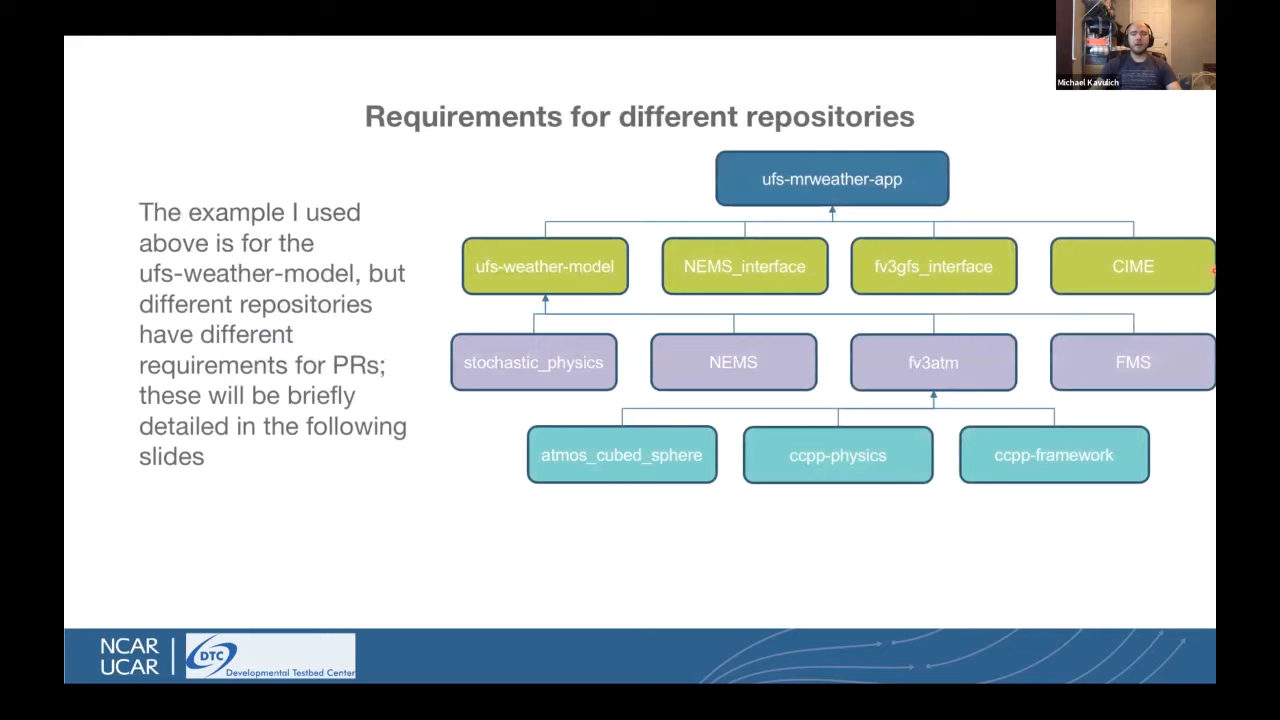 Michael Kavulich
Requirements for different repositories
The example I used
above is for the
ufs-weather-model, but
different repositories
have different
requirements for PRs;
these will be briefly
detailed in the following
slides
ufs-mrweather-app
ufs-weather-model
NEMS_interface
fv3gfs_interface
CIME
stochastic_physics
NEMS
fv3atm
FMS
atmos_cubed_sphere
ccpp-physics
ccpp-framework
NCAR
UCAR
DTC
Developmental Testbed Center